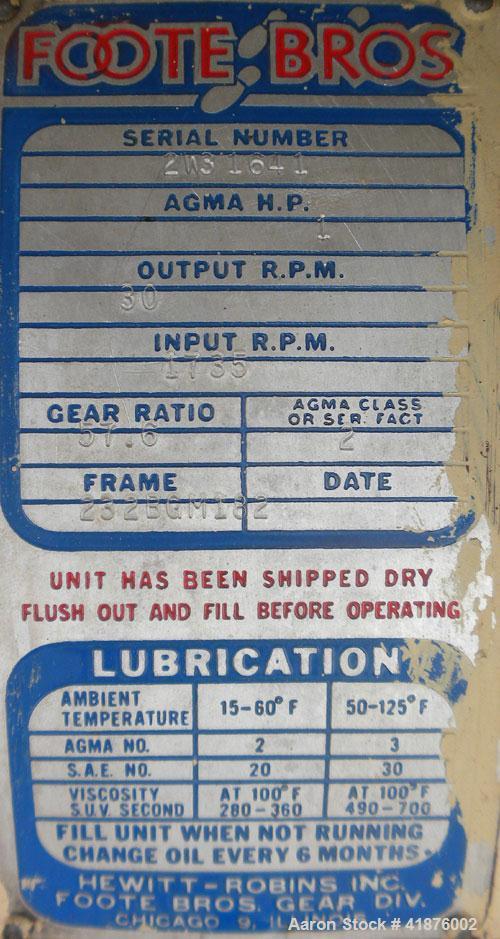 FOOTE BROS
SERIAL NUMBER
2WS1641
AGMA H.P.
1
OUTPUT R.P.M.
30
INPUT R.P.M.
1735
GEAR RATIO
AGMA CLASS
OR SER. FACT
57.6
2
FRAME
DATE
232BGM182
UNIT HAS BEEN SHIPPED DRY
FLUSH OUT AND FILL BEFORE OPERATING
LUBRICATION
AMBIENT
TEMPERATURE
15-60° F
50-125° F
AGMA NO.
2
3
S.A.E. NO.
20
30
VISCOSITY
S.U.V. SECOND
AT 100°F
280-360
AT 100°F
490-700
FILL UNIT WHEN NOT RUNNING
CHANGE OIL EVERY 6 MONTHS
HEWITT-ROBINS INC.
FOOTE BROS. GEAR DIV.
CHICAGO 9,
Aaron Stock # 41876002